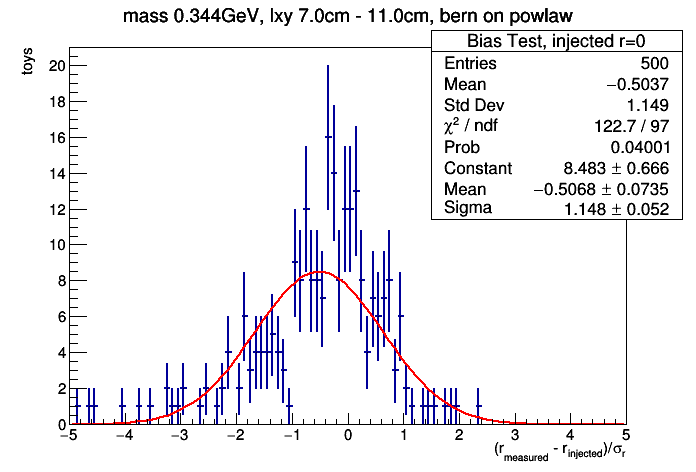 mass 0.344GeV, lxy 7.0cm - 11.0cm, bern on powlaw
Bias Test, injected r=0
Entries 500
Mean −0.5037
Std Dev 1.149
χ² / ndf 122.7 / 97
Prob 0.04001
Constant 8.483 ± 0.666
Mean −0.5068 ± 0.0735
Sigma 1.148 ± 0.052
toys
20
18
16
14
12
10
8
6
4
2
0
−5 −4 −3 −2 −1 0 1 2 3 4 5
(r_measured - r_injected)/σ_r